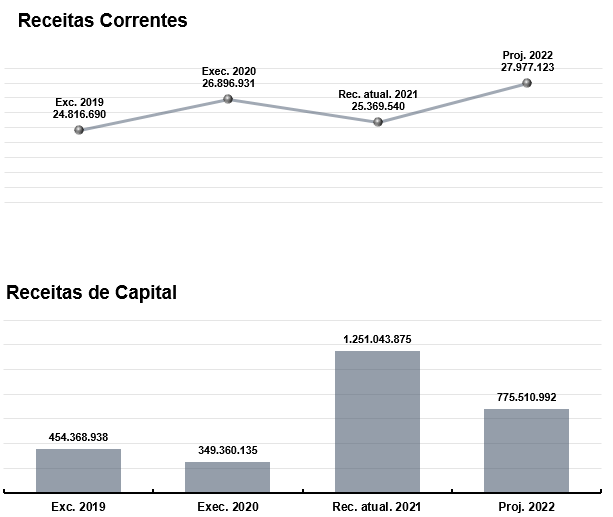 Receitas Correntes
Proj. 2022
27.977.123
Exec. 2020
26.896.931
Rec. atual. 2021
25.369.540
Exc. 2019
24.816.690
Receitas de Capital
1.251.043.875
775.510.992
454.368.938
349.360.135
Exc. 2019 Exec. 2020 Rec. atual. 2021 Proj. 2022